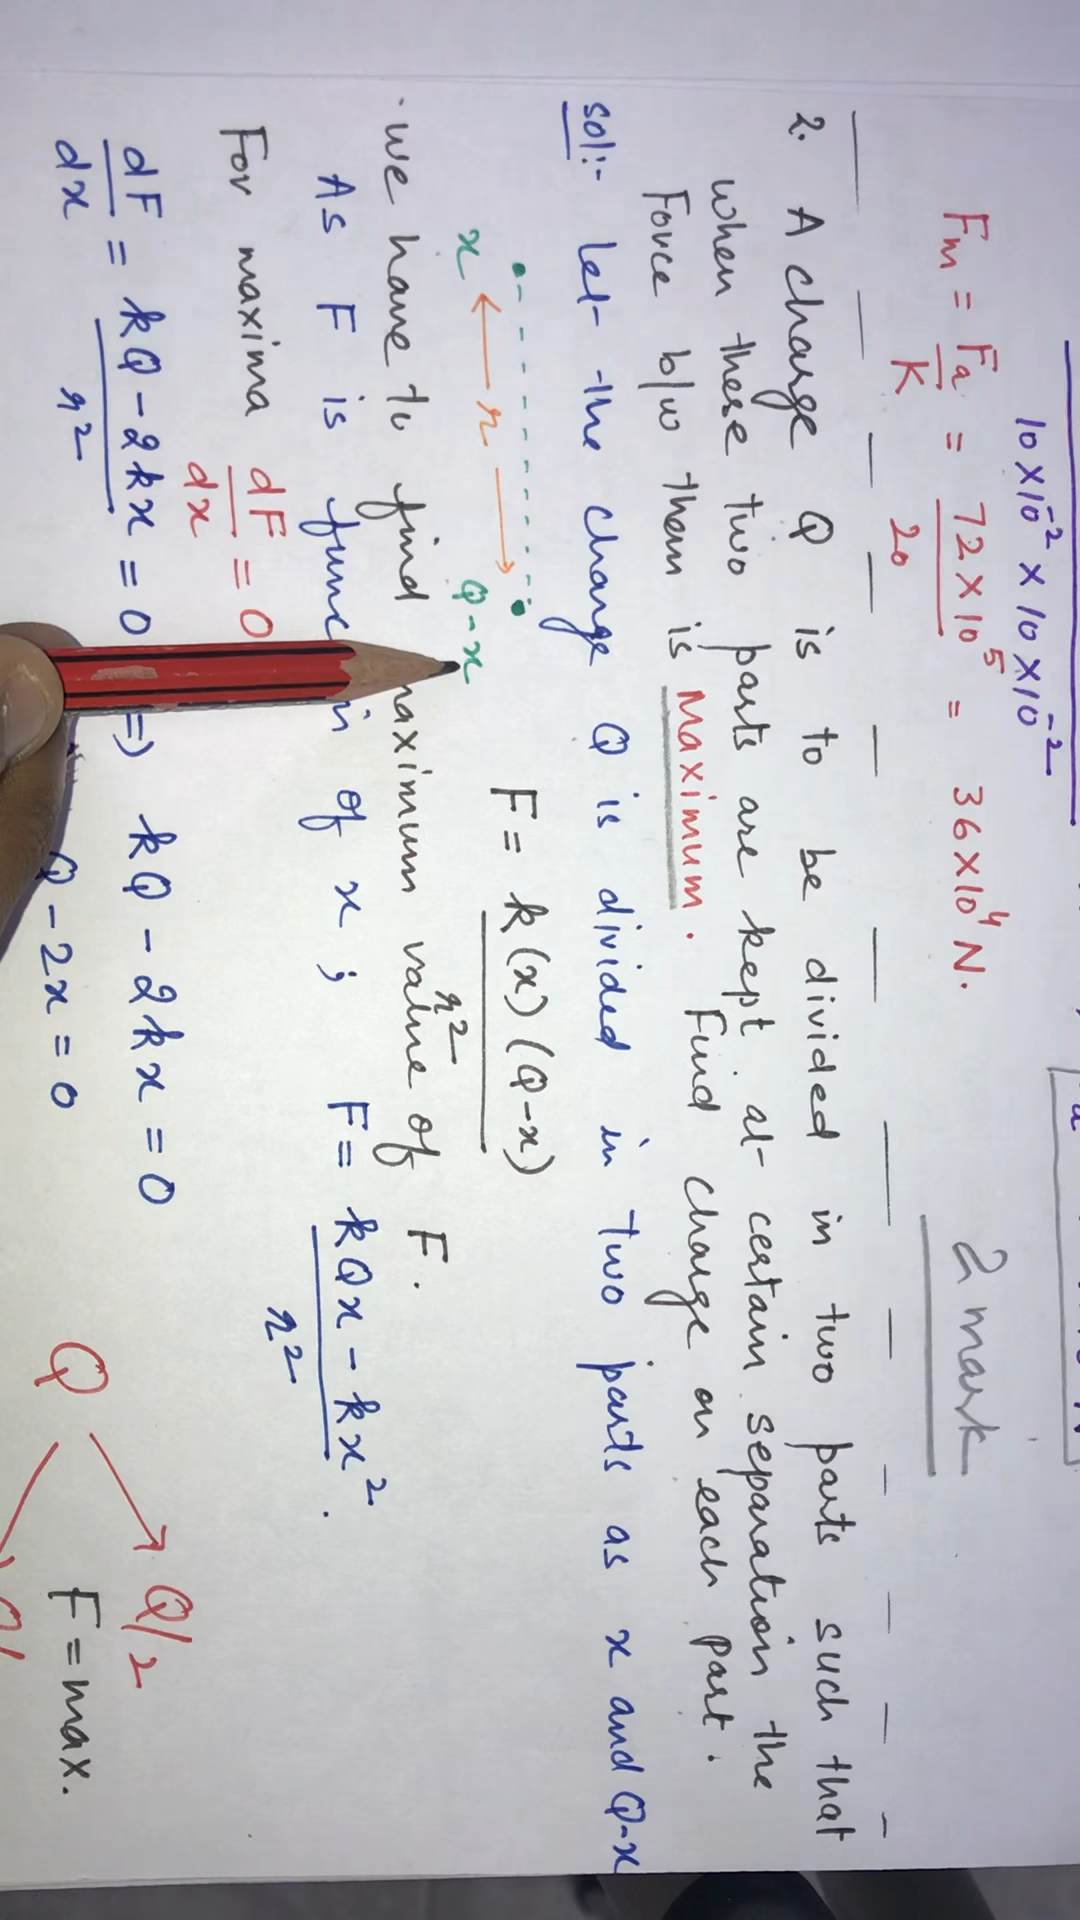 10×10⁻² × 10×10⁻²
Fm = Fa/K = 72×10⁵/20 = 36×10⁴ N.
2 mark
2. A charge Q is to be divided in two parts such that
when these two parts are kept at certain separation the
Force b/w them is maximum. Find charge on each part.
sol:- Let the charge Q is divided in two parts as x and Q-x
x r Q-x
F = k(x)(Q-x)/r²
we have to find maximum value of F.
As F is of x ; F = kQx - kx²/r² .
For maxima dF/dx = 0
dF/dx = kQ - 2kx/r² = 0 => kQ - 2kx = 0
Q - 2x = 0
Q Q/2
F = max.